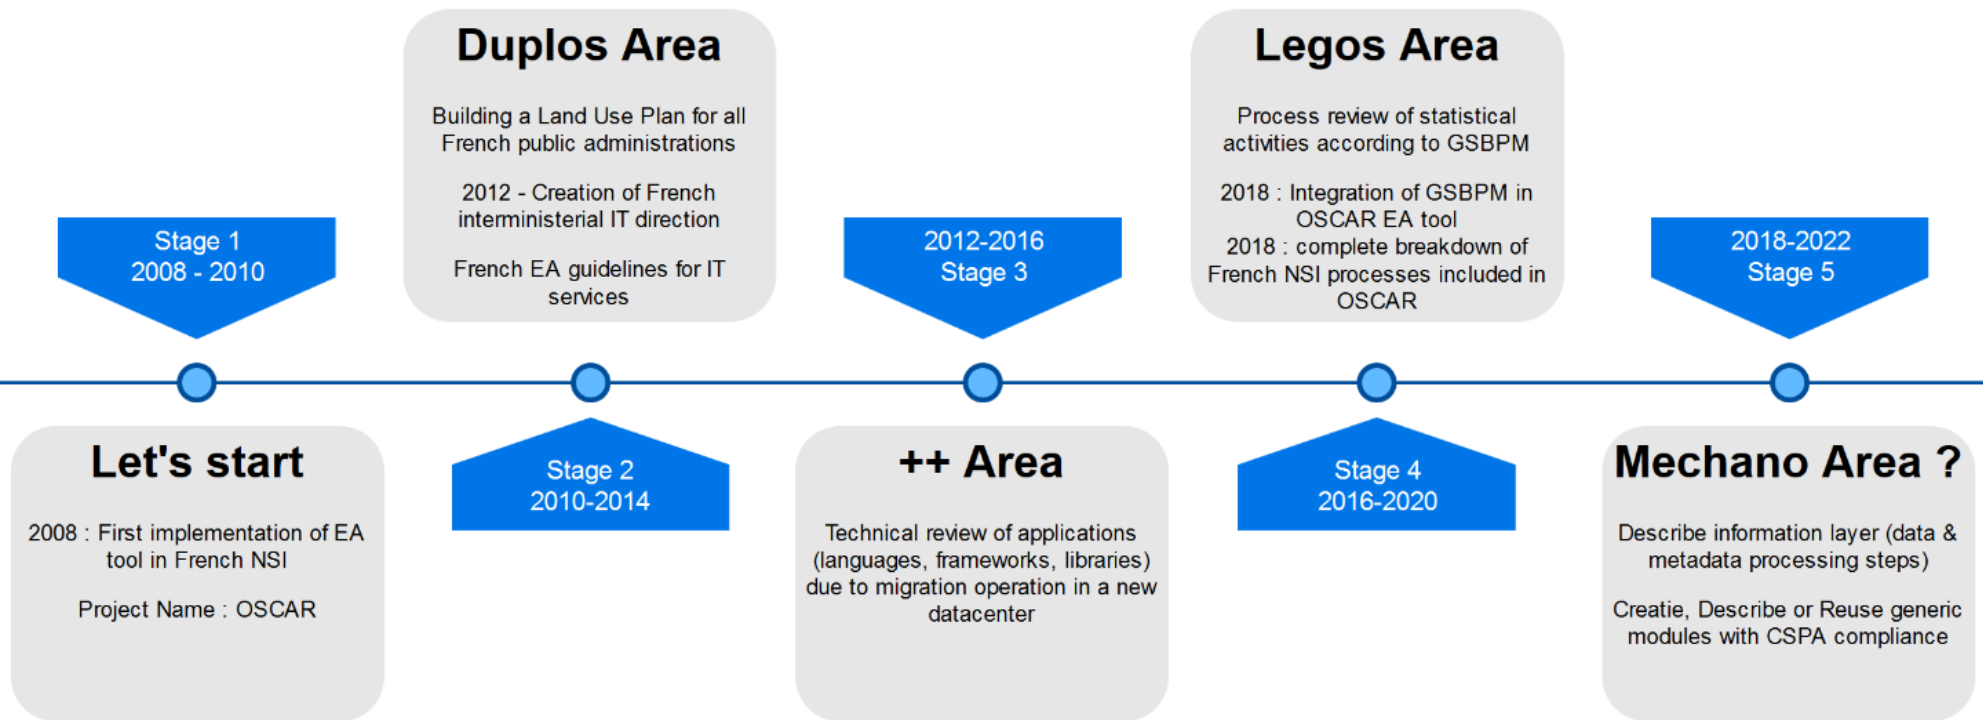 Let's start
2008 : First implementation of EA
tool in French NSI
Project Name : OSCAR
Stage 1
2008 - 2010
Duplos Area
Building a Land Use Plan for all
French public administrations
2012 - Creation of French
interministerial IT direction
French EA guidelines for IT
services
Stage 2
2010-2014
2012-2016
Stage 3
++ Area
Technical review of applications
(languages, frameworks, libraries)
due to migration operation in a new
datacenter
Legos Area
Process review of statistical
activities according to GSBPM
2018 : Integration of GSBPM in
OSCAR EA tool
2018 : complete breakdown of
French NSI processes included in
OSCAR
Stage 4
2016-2020
2018-2022
Stage 5
Mechano Area ?
Describe information layer (data &
metadata processing steps)
Creatie, Describe or Reuse generic
modules with CSPA compliance